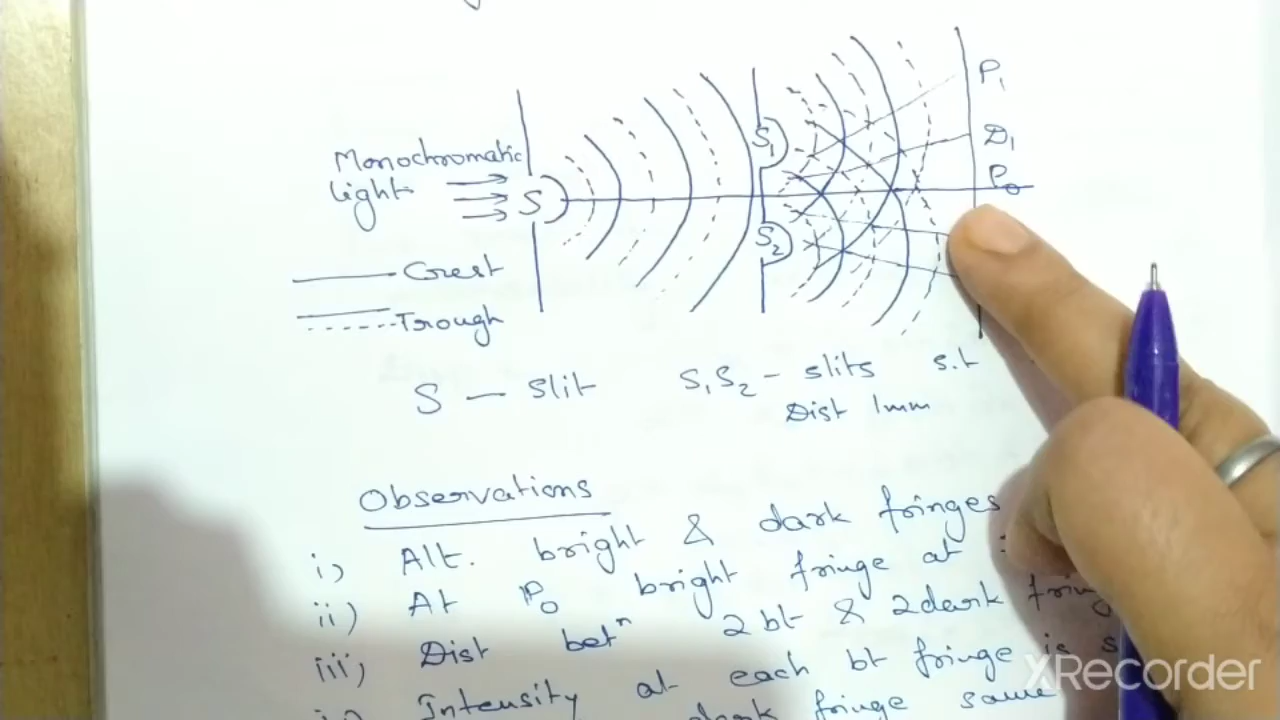 Monochromatic
light
S
S1
S2
P1
D1
P0
Crest
Trough
S — Slit S1S2 - slits s.t
Dist 1mm
Observations
i) Alt. bright & dark fringes
ii) At P0 bright fringe at :
iii) Dist betn 2 bt & 2 dark
Intensity at each bt fringe is s
dark fringe same
XRecorder